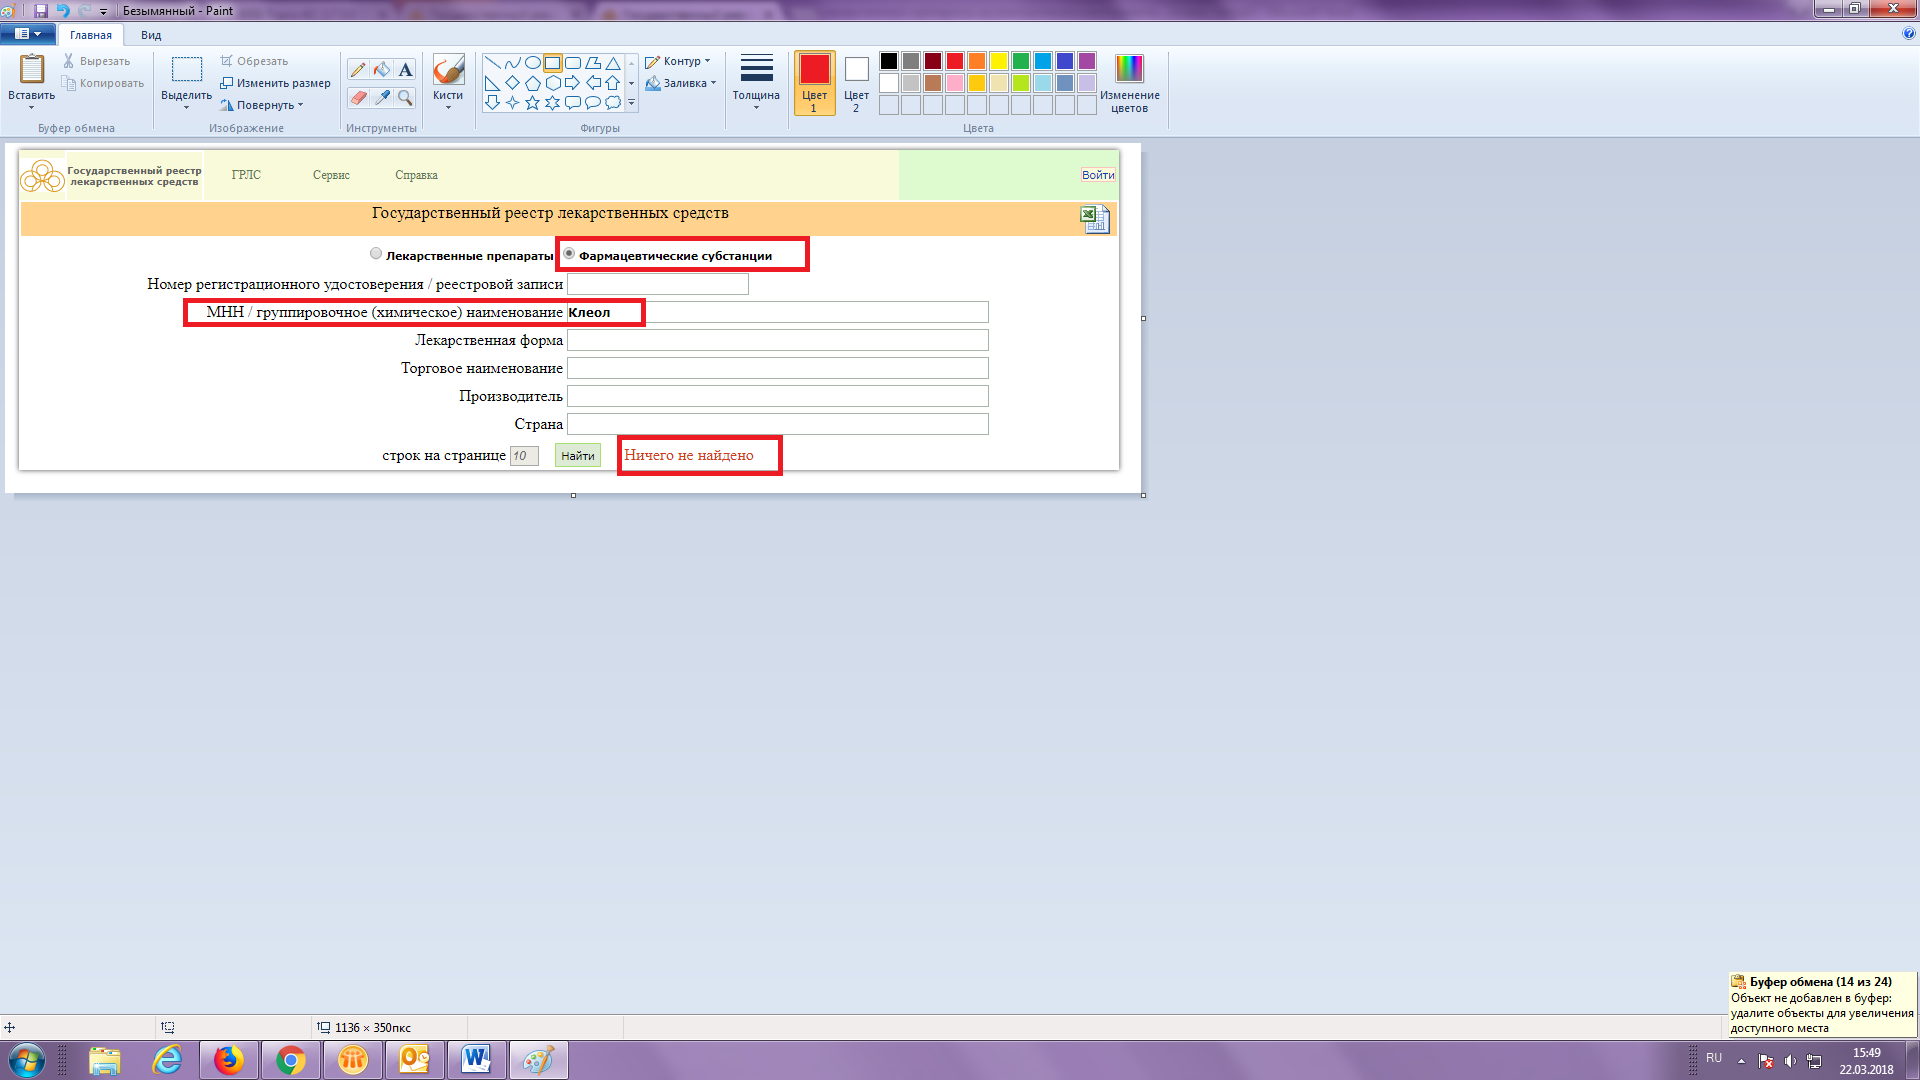 Безымянный - Paint
Главная
Вид
Вставить
Вырезать
Копировать
Буфер обмена
Выделить
Обрезать
Изменить размер
Повернуть
Изображение
Инструменты
Кисти
Контур
Заливка
Фигуры
Толщина
Цвет 1
Цвет 2
Изменение цветов
Цвета
Государственный реестр
лекарственных средств
ГРЛС
Сервис
Справка
Войти
Государственный реестр лекарственных средств
Лекарственные препараты
Фармацевтические субстанции
Номер регистрационного удостоверения / реестровой записи
МНН / группировочное (химическое) наименование Клеол
Лекарственная форма
Торговое наименование
Производитель
Страна
строк на странице 10 Найти Ничего не найдено
Буфер обмена (14 из 24)
Объект не добавлен в буфер:
удалите объекты для увеличения
доступного места
1136 × 350пкс
RU
15:49
22.03.2018